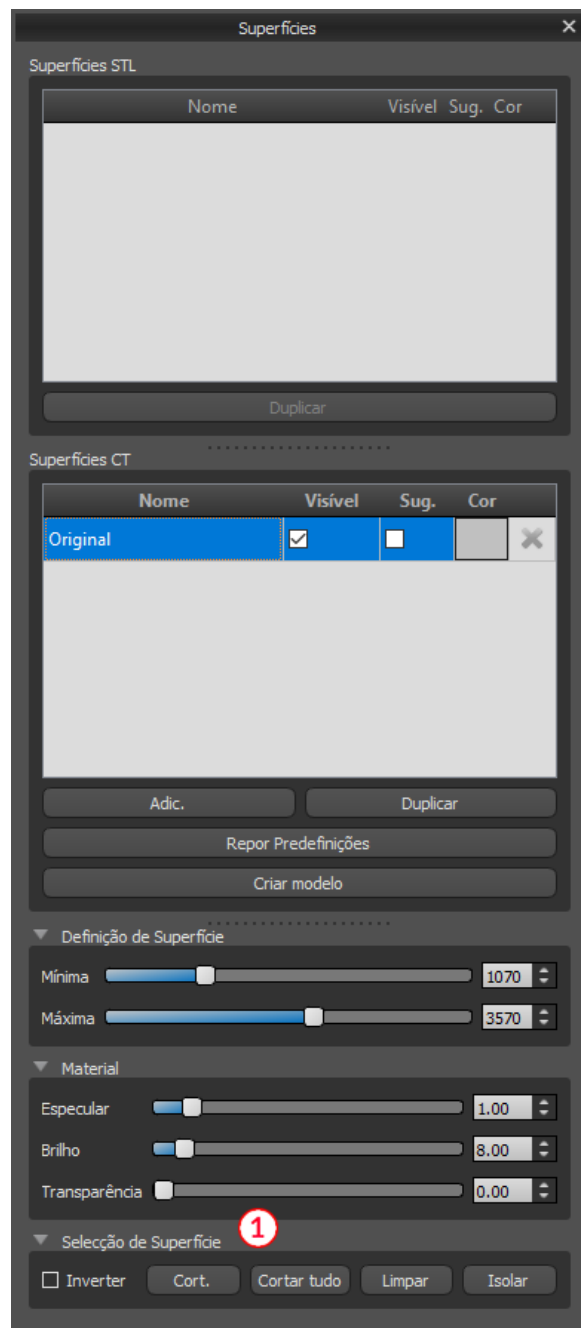 Superfícies
Superfícies STL
Nome Visível Sug. Cor
Duplicar
Superfícies CT
Nome Visível Sug. Cor
Original
Adic. Duplicar
Repor Predefinições
Criar modelo
Definição de Superfície
Mínima 1070
Máxima 3570
Material
Especular 1.00
Brilho 8.00
Transparência 0.00
1
Selecção de Superfície
Inverter Cort. Cortar tudo Limpar Isolar